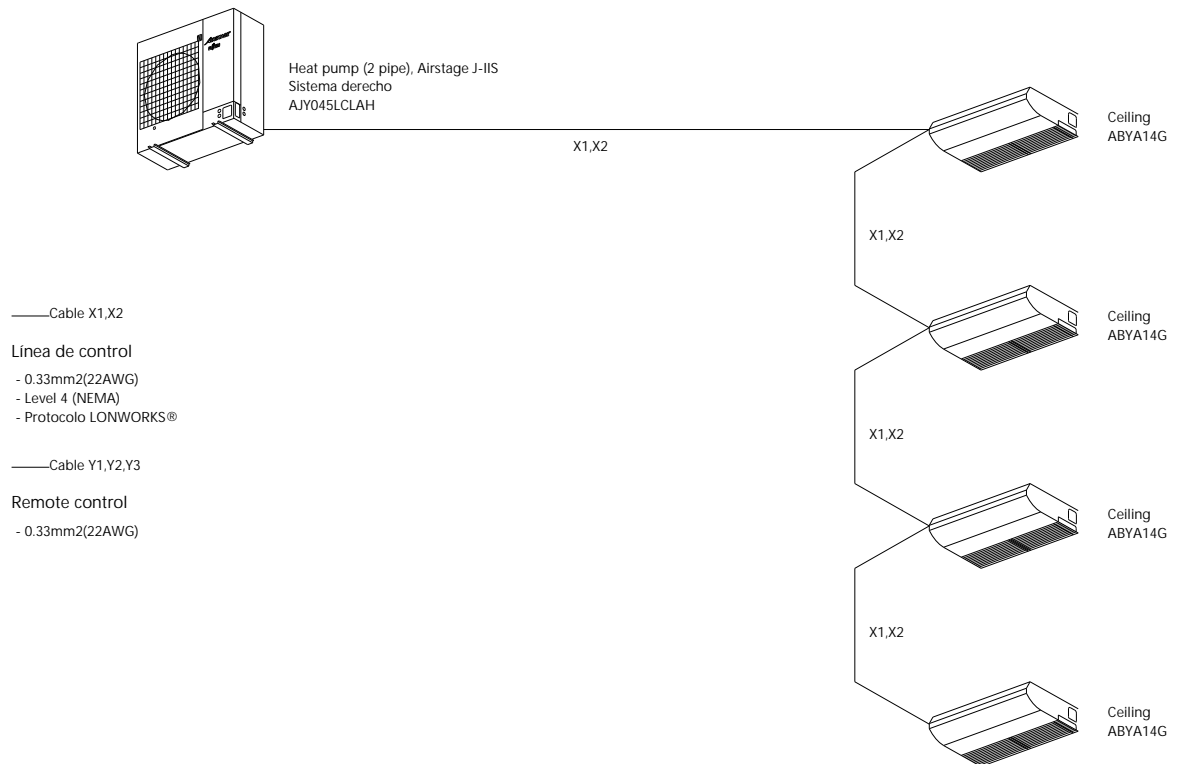 Heat pump (2 pipe), Airstage J-IIS
Sistema derecho
AJY045LCLAH
X1,X2
Ceiling
ABYA14G
X1,X2
Ceiling
ABYA14G
X1,X2
Ceiling
ABYA14G
X1,X2
Ceiling
ABYA14G
Cable X1,X2
Línea de control
- 0.33mm2(22AWG)
- Level 4 (NEMA)
- Protocolo LONWORKS®
Cable Y1,Y2,Y3
Remote control
- 0.33mm2(22AWG)